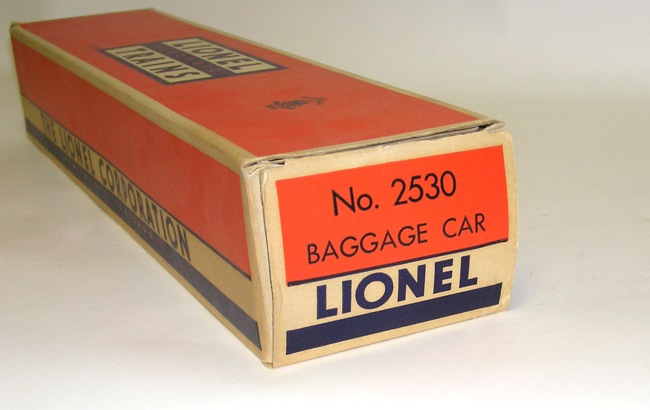 LIONEL
TRAINS
THE LIONEL CORPORATION
No. 2530
BAGGAGE CAR
LIONEL